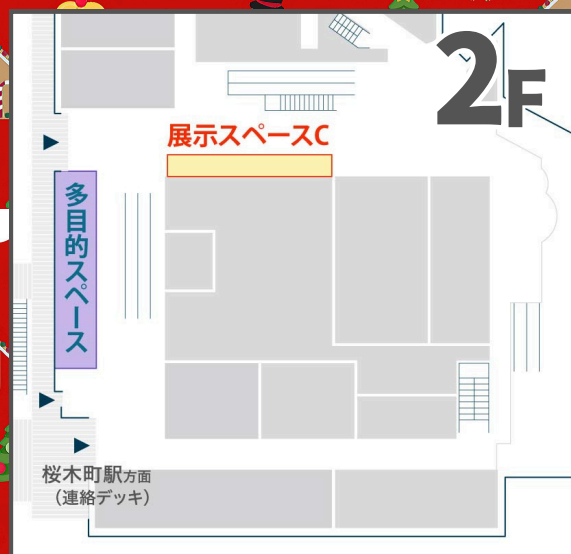 2F
展示スペースC
多目的スペース
桜木町駅方面
（連絡デッキ）